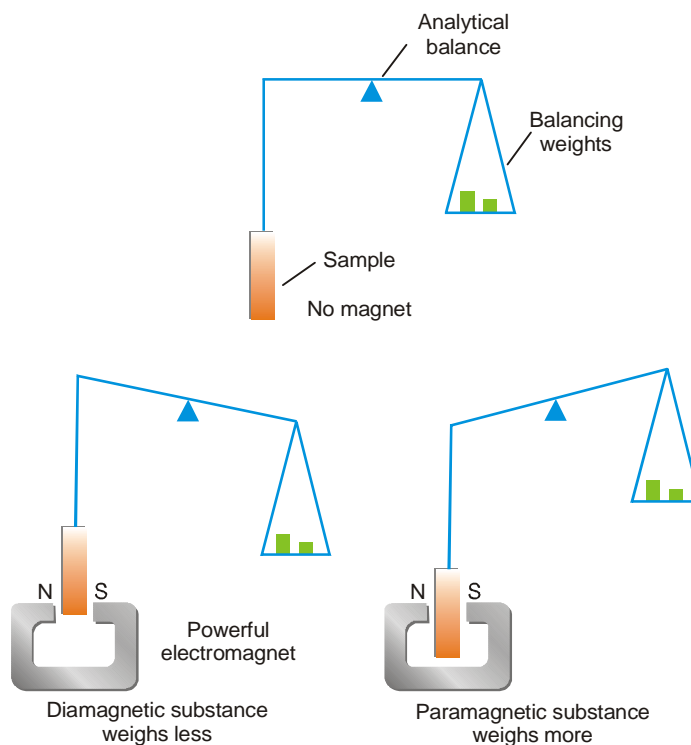 Analytical
balance
Balancing
weights
Sample
No magnet
N S
Powerful
electromagnet
Diamagnetic substance
weighs less
N S
Paramagnetic substance
weighs more